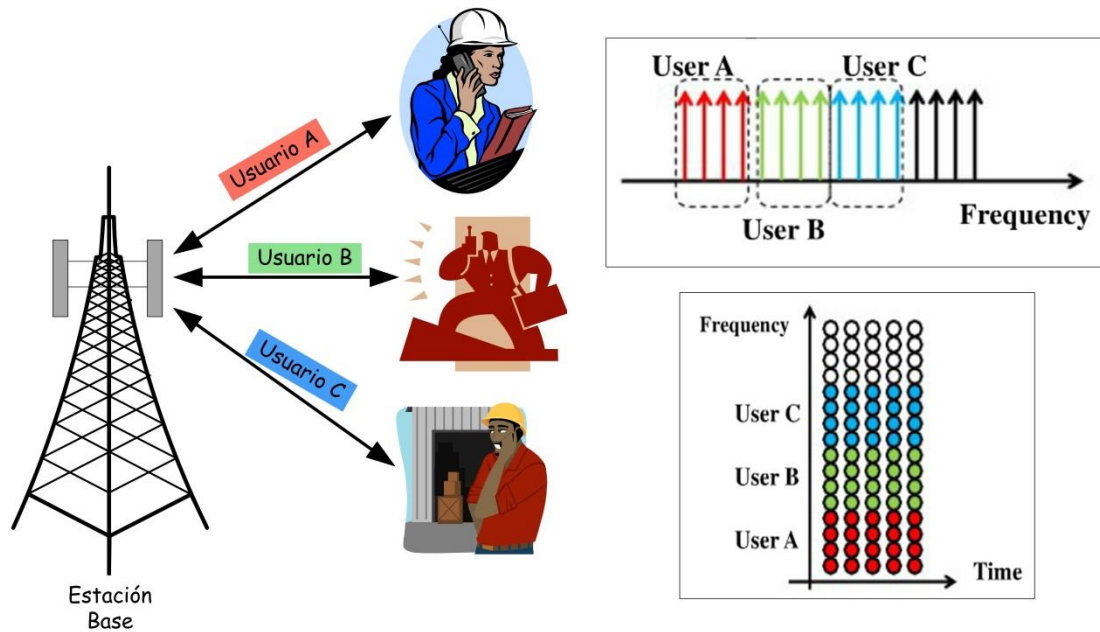 Usuario A
Usuario B
Usuario C
Estación
Base
User A
User C
User B
Frequency
Frequency
User C
User B
User A
Time